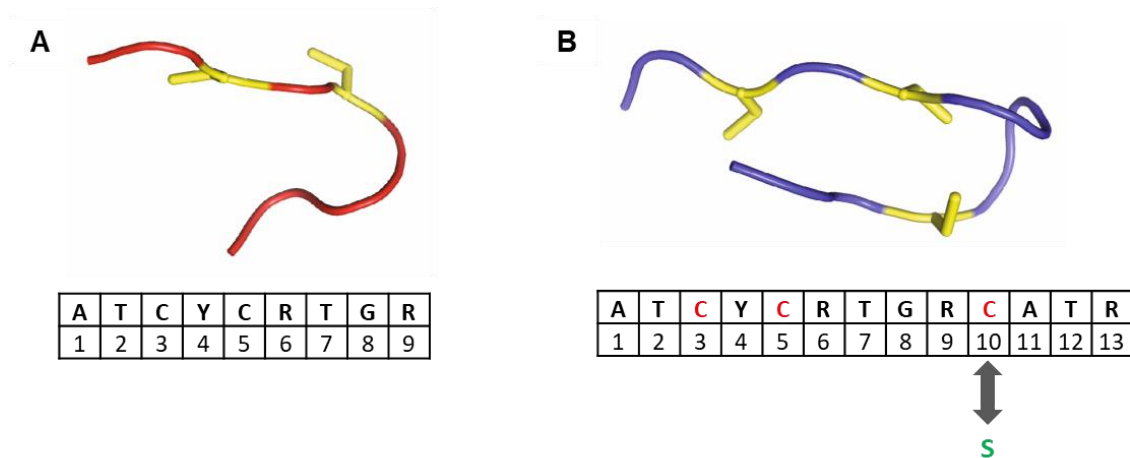 A
B
A T C Y C R T G R
1 2 3 4 5 6 7 8 9
A T C Y C R T G R C A T R
1 2 3 4 5 6 7 8 9 10 11 12 13
S